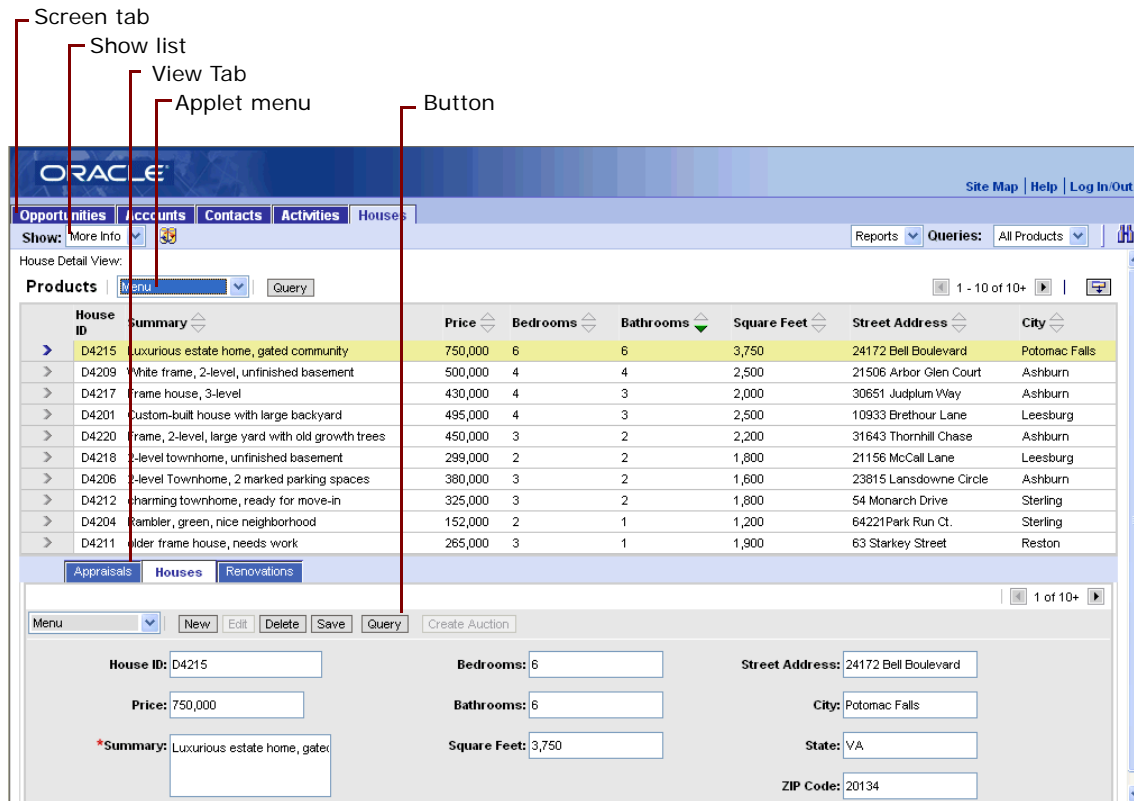 Screen tab
Show list
View Tab
Applet menu
Button
ORACLE
Site Map | Help | Log In/Out
Opportunities Accounts Contacts Activities Houses
Show: More Info Reports Queries: All Products
House Detail View:
Products Menu Query 1 - 10 of 10+
House ID Summary Price Bedrooms Bathrooms Square Feet Street Address City
D4215 Luxurious estate home, gated community 750,000 6 6 3,750 24172 Bell Boulevard Potomac Falls
D4209 White frame, 2-level, unfinished basement 500,000 4 4 2,500 21506 Arbor Glen Court Ashburn
D4217 Frame house, 3-level 430,000 4 3 2,000 30651 Judplum Way Ashburn
D4201 Custom-built house with large backyard 495,000 4 3 2,500 10933 Brethour Lane Leesburg
D4220 Frame, 2-level, large yard with old growth trees 450,000 3 2 2,200 31643 Thornhill Chase Ashburn
D4218 2-level townhome, unfinished basement 299,000 2 2 1,800 21156 McCall Lane Leesburg
D4206 2-level Townhome, 2 marked parking spaces 380,000 3 2 1,600 23815 Lansdowne Circle Ashburn
D4212 charming townhome, ready for move-in 325,000 3 2 1,800 54 Monarch Drive Sterling
D4204 Rambler, green, nice neighborhood 152,000 2 1 1,200 64221Park Run Ct. Sterling
D4211 older frame house, needs work 265,000 3 1 1,900 63 Starkey Street Reston
Appraisals Houses Renovations
1 of 10+
Menu New Edit Delete Save Query Create Auction
House ID: D4215 Bedrooms: 6 Street Address: 24172 Bell Boulevard
Price: 750,000 Bathrooms: 6 City: Potomac Falls
*Summary: Luxurious estate home, gated Square Feet: 3,750 State: VA
ZIP Code: 20134